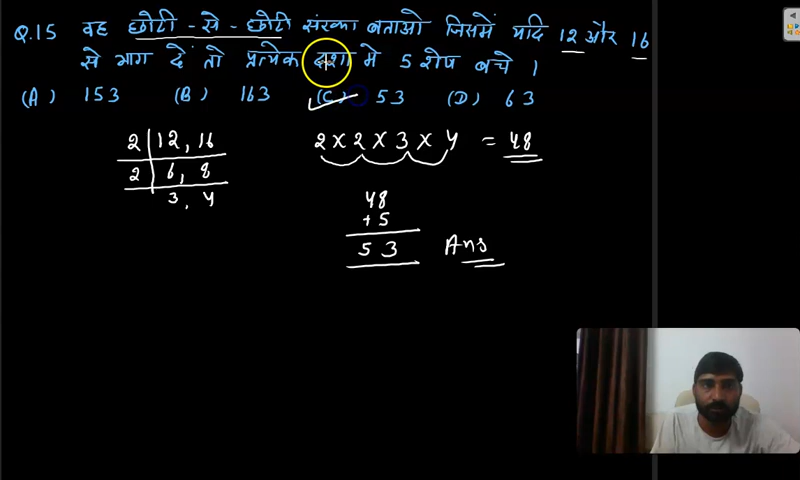 Q.15 वह छोटी - से - छोटी संख्या बताओ जिसमें यदि 12 और 16
से भाग दें तो प्रत्येक दशा मे 5 शेष बचे ।
(A) 153 (B) 163 (C) 53 (D) 63
2 | 12, 16
2 | 6, 8
3, 4
2 x 2 x 3 x 4 = 48
48
+ 5
53 Ans